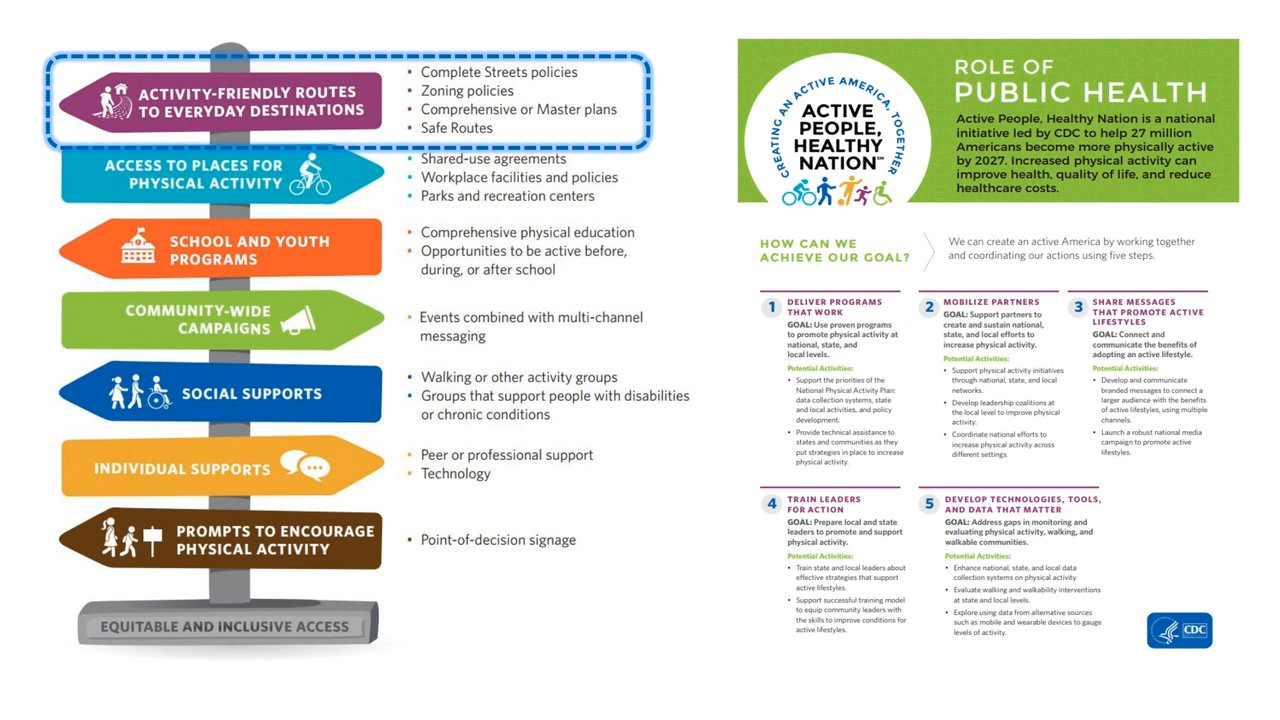 ACTIVITY-FRIENDLY ROUTES
TO EVERYDAY DESTINATIONS
• Complete Streets policies
• Zoning policies
• Comprehensive or Master plans
• Safe Routes
ACCESS TO PLACES FOR
PHYSICAL ACTIVITY
• Shared-use agreements
• Workplace facilities and policies
• Parks and recreation centers
SCHOOL AND YOUTH
PROGRAMS
• Comprehensive physical education
• Opportunities to be active before,
during, or after school
COMMUNITY-WIDE
CAMPAIGNS
• Events combined with multi-channel
messaging
SOCIAL SUPPORTS
• Walking or other activity groups
• Groups that support people with disabilities
or chronic conditions
INDIVIDUAL SUPPORTS
• Peer or professional support
• Technology
PROMPTS TO ENCOURAGE
PHYSICAL ACTIVITY
• Point-of-decision signage
EQUITABLE AND INCLUSIVE ACCESS
CREATING AN ACTIVE AMERICA, TOGETHER
ACTIVE
PEOPLE,
HEALTHY
NATION℠
ROLE OF
PUBLIC HEALTH
Active People, Healthy Nation is a national
initiative led by CDC to help 27 million
Americans become more physically active
by 2027. Increased physical activity can
improve health, quality of life, and reduce
healthcare costs.
HOW CAN WE
ACHIEVE OUR GOAL?
We can create an active America by working together
and coordinating our actions using five steps.
1
DELIVER PROGRAMS
THAT WORK
GOAL: Use proven programs
to promote physical activity at
national, state, and
local levels.
Potential Activities:
• Support the priorities of the
National Physical Activity Plan:
data collection systems, state
and local activities, and policy
development.
• Provide technical assistance to
states and communities as they
put strategies in place to increase
physical activity.
2
MOBILIZE PARTNERS
GOAL: Support partners to
create and sustain national,
state, and local efforts to
increase physical activity.
Potential Activities:
• Support physical activity initiatives
through national, state, and local
networks.
• Develop leadership coalitions at
the local level to improve physical
activity.
• Coordinate national efforts to
increase physical activity across
different settings.
3
SHARE MESSAGES
THAT PROMOTE ACTIVE
LIFESTYLES
GOAL: Connect and
communicate the benefits of
adopting an active lifestyle.
Potential Activities:
• Develop and communicate
branded messages to connect a
larger audience with the benefits
of active lifestyles, using multiple
channels.
• Launch a robust national media
campaign to promote active
lifestyles.
4
TRAIN LEADERS
FOR ACTION
GOAL: Prepare local and state
leaders to promote and support
physical activity.
Potential Activities:
• Train state and local leaders about
effective strategies that support
active lifestyles.
• Support successful training model
to equip community leaders with
the skills to improve conditions for
active lifestyles.
5
DEVELOP TECHNOLOGIES, TOOLS,
AND DATA THAT MATTER
GOAL: Address gaps in monitoring and
evaluating physical activity, walking, and
walkable communities.
Potential Activities:
• Enhance national, state, and local data
collection systems on physical activity.
• Evaluate walking and walkability interventions
at state and local levels.
• Explore using data from alternative sources
such as mobile and wearable devices to gauge
levels of activity.
CDC